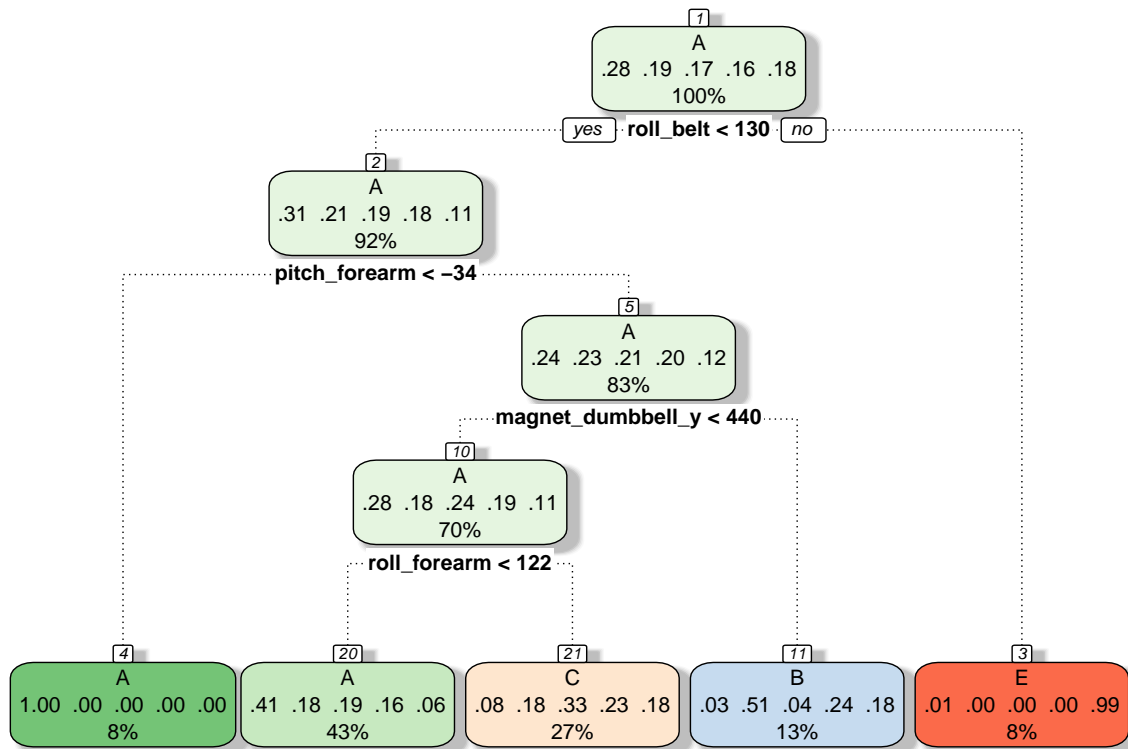 1
A
.28 .19 .17 .16 .18
100%
yes roll_belt < 130 no
2
A
.31 .21 .19 .18 .11
92%
pitch_forearm < −34
5
A
.24 .23 .21 .20 .12
83%
magnet_dumbbell_y < 440
10
A
.28 .18 .24 .19 .11
70%
roll_forearm < 122
4
A
1.00 .00 .00 .00 .00
8%
20
A
.41 .18 .19 .16 .06
43%
21
C
.08 .18 .33 .23 .18
27%
11
B
.03 .51 .04 .24 .18
13%
3
E
.01 .00 .00 .00 .99
8%